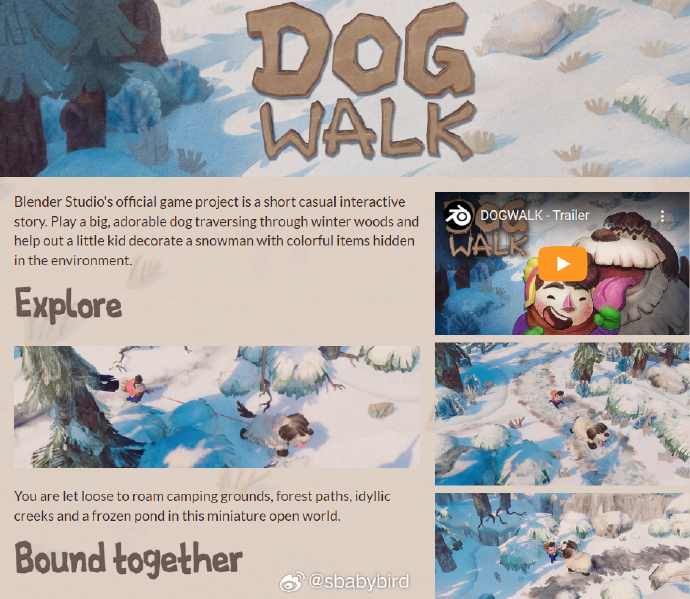 DOG
WALK
Blender Studio's official game project is a short casual interactive
story. Play a big, adorable dog traversing through winter woods and
help out a little kid decorate a snowman with colorful items hidden
in the environment.
Explore
You are let loose to roam camping grounds, forest paths, idyllic
creeks and a frozen pond in this miniature open world.
Bound together
DOGWALK - Trailer
DOG
WALK
@sbabybird